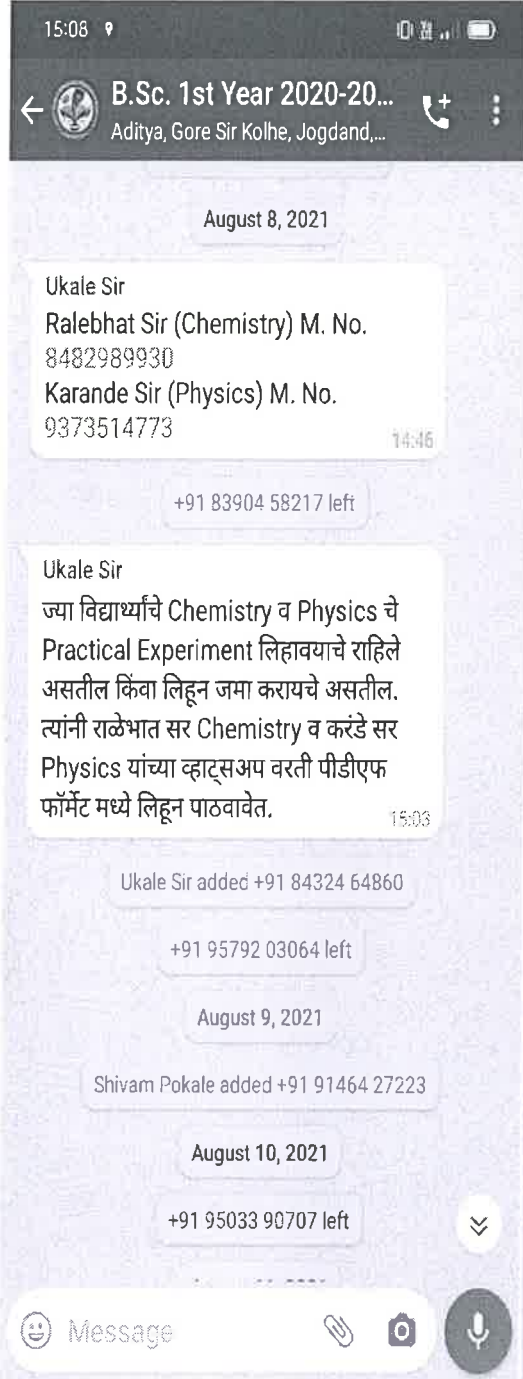 15:08
B.Sc. 1st Year 2020-20...
Aditya, Gore Sir Kolhe, Jogdand,...
August 8, 2021
Ukale Sir
Ralebhat Sir (Chemistry) M. No.
8482989930
Karande Sir (Physics) M. No.
9373514773
14:46
+91 83904 58217 left
Ukale Sir
ज्या विद्यार्थ्यांचे Chemistry व Physics चे
Practical Experiment लिहावयाचे राहिले
असतील किंवा लिहून जमा करायचे असतील.
त्यांनी राळेभात सर Chemistry व करंडे सर
Physics यांच्या व्हाट्सअप वरती पीडीएफ
फॉर्मेट मध्ये लिहून पाठवावेत.
15:03
Ukale Sir added +91 84324 64860
+91 95792 03064 left
August 9, 2021
Shivam Pokale added +91 91464 27223
August 10, 2021
+91 95033 90707 left
Message